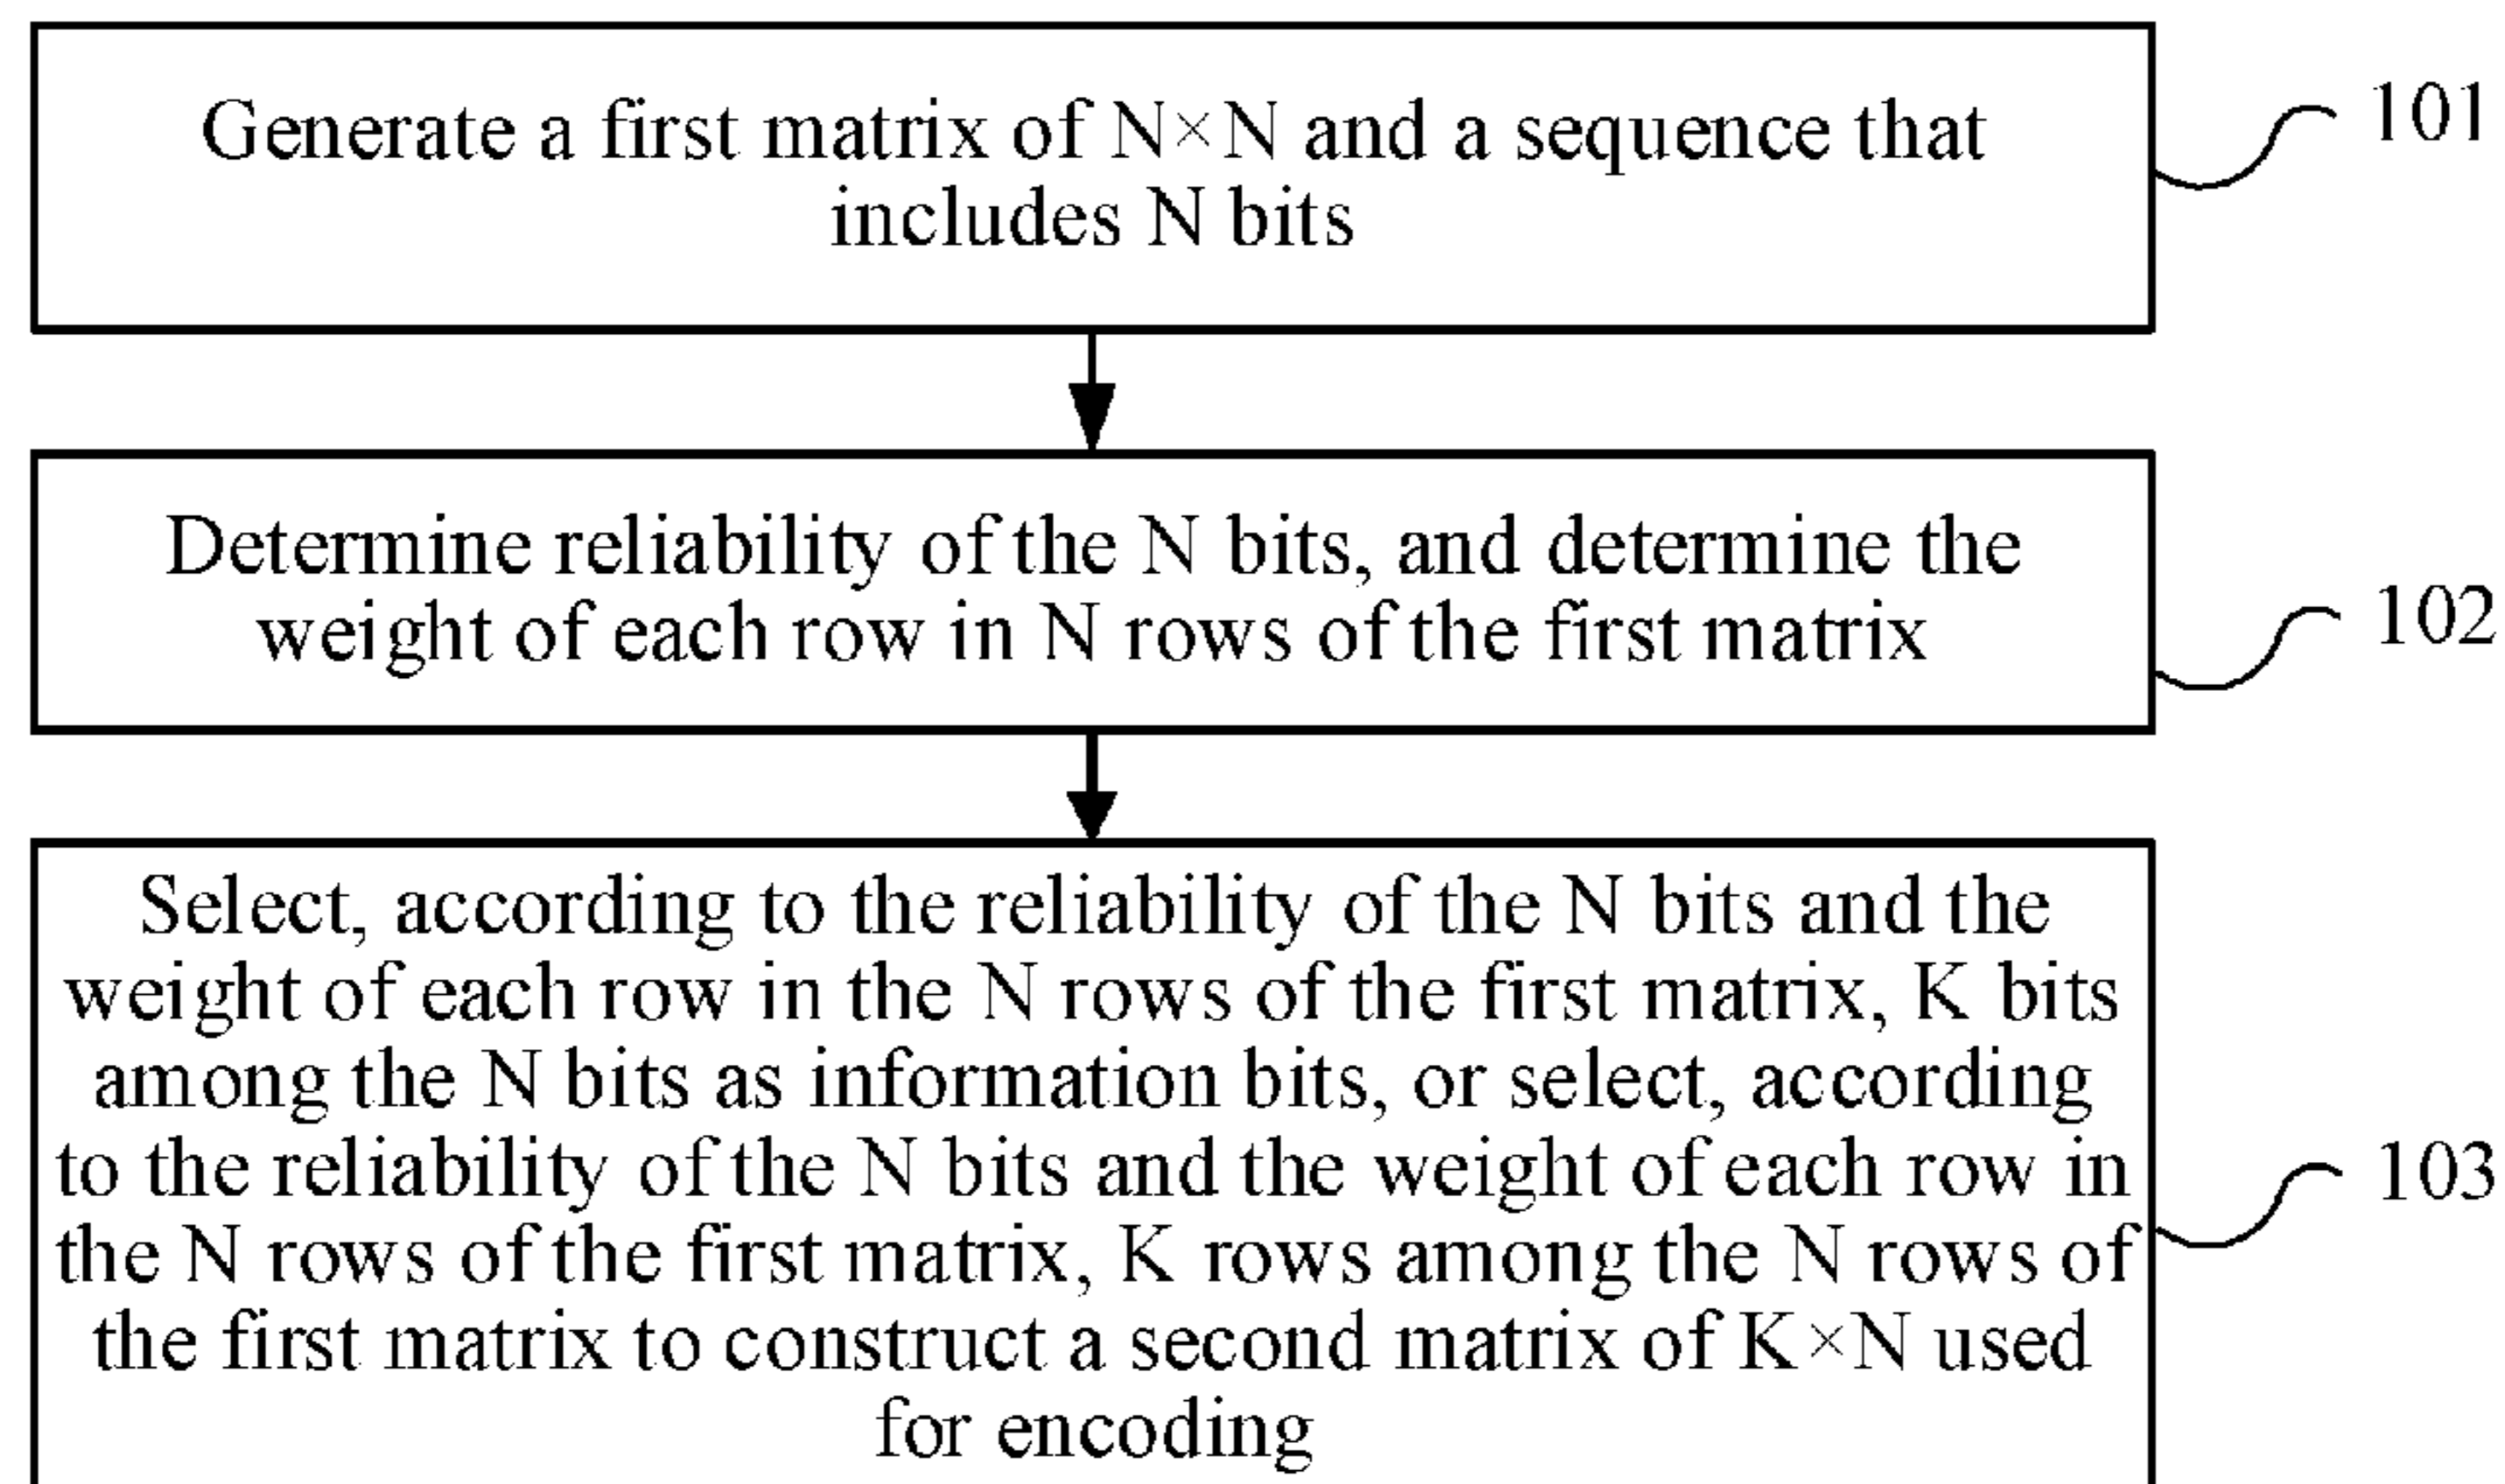 Generate a first matrix of N×N and a sequence that
includes N bits
101
Determine reliability of the N bits, and determine the
weight of each row in N rows of the first matrix
102
Select, according to the reliability of the N bits and the
weight of each row in the N rows of the first matrix, K bits
among the N bits as information bits, or select, according
to the reliability of the N bits and the weight of each row in
the N rows of the first matrix, K rows among the N rows of
the first matrix to construct a second matrix of K×N used
for encoding
103